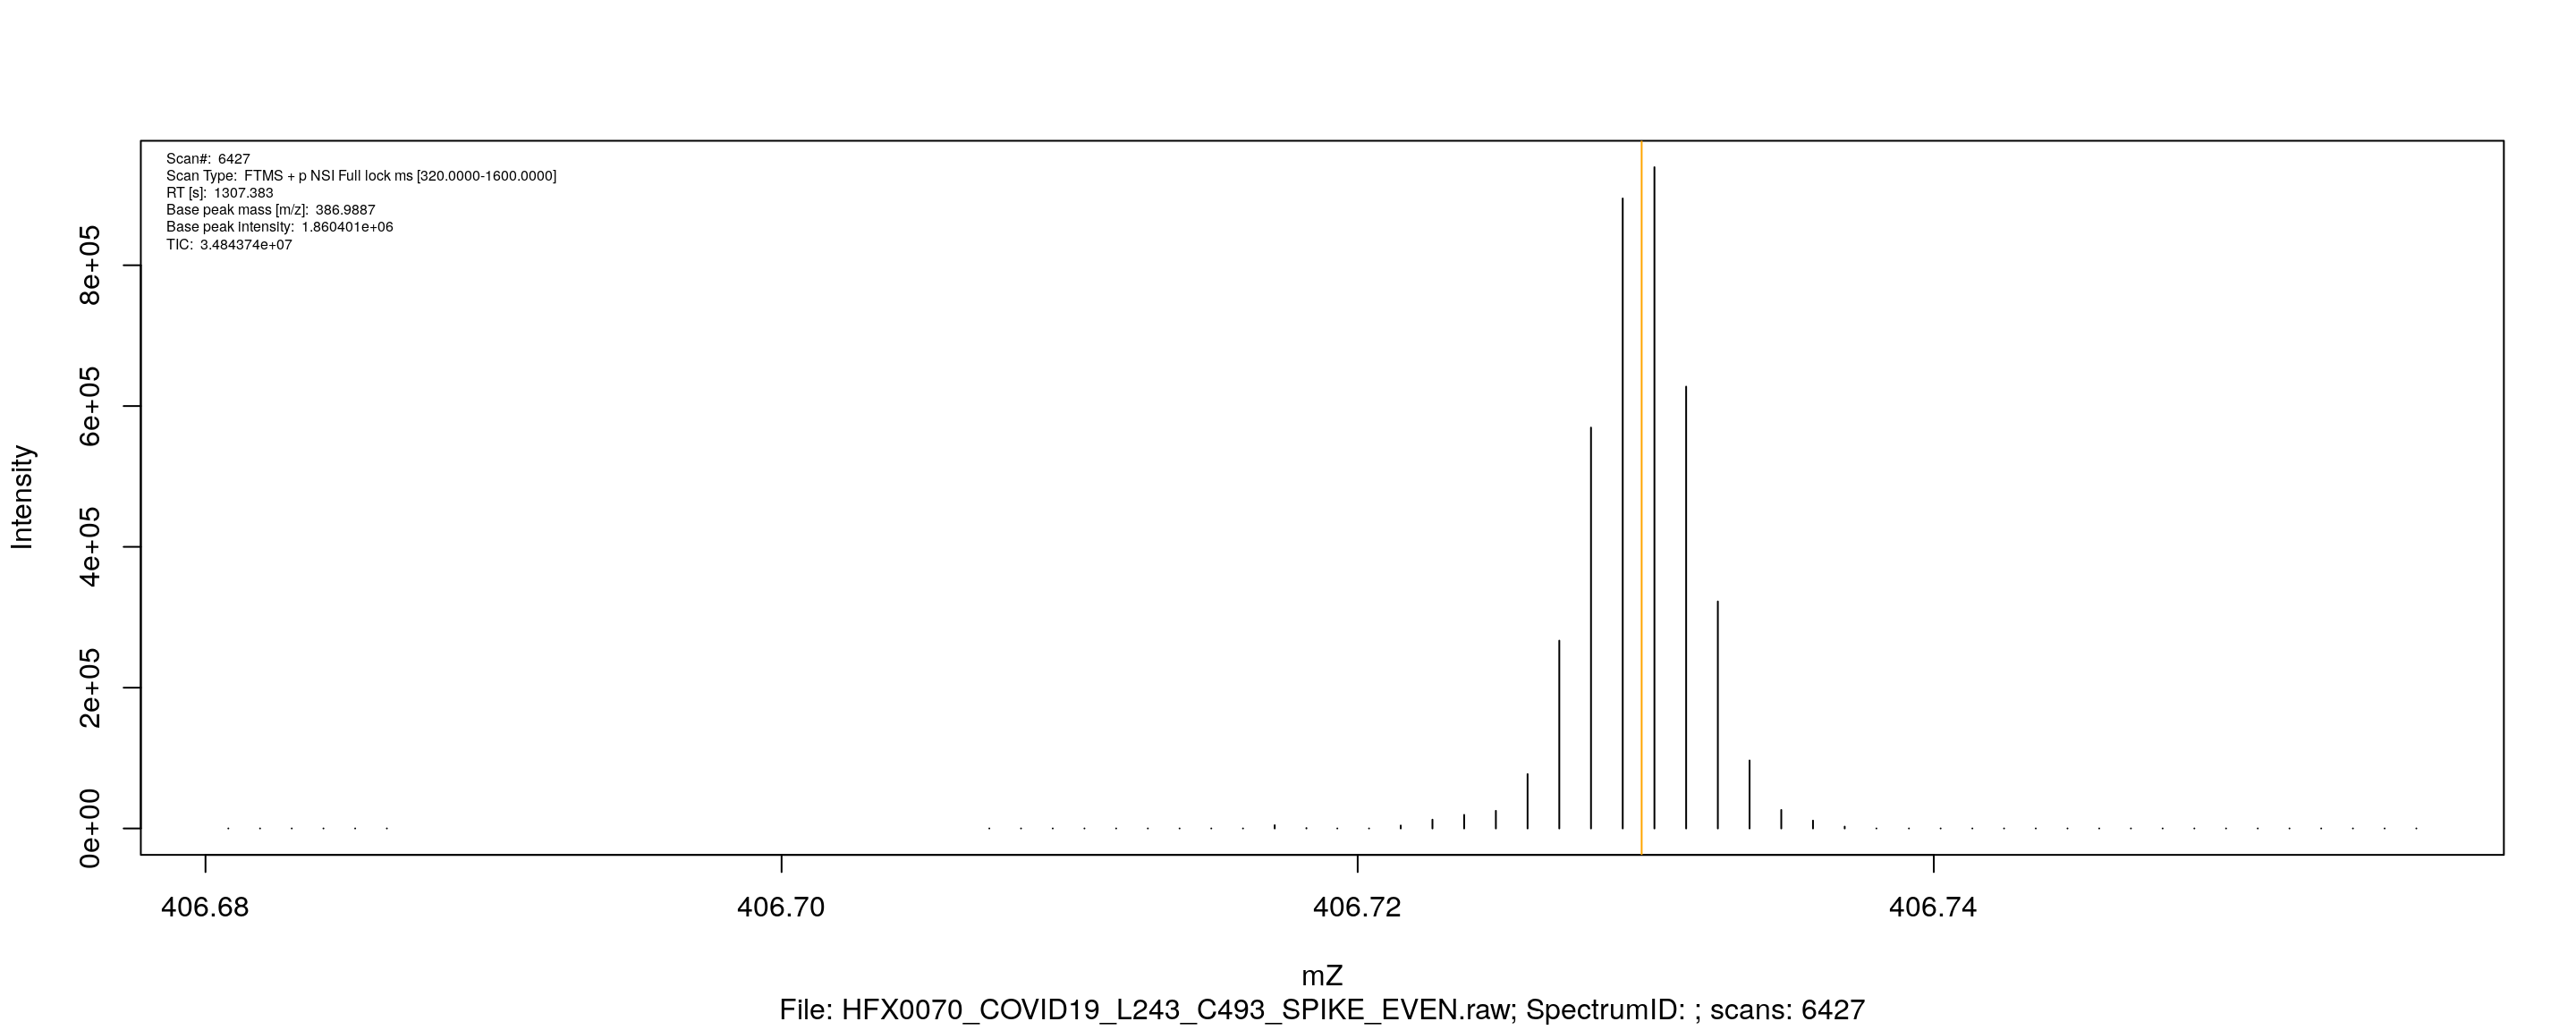 Scan#: 6427
Scan Type: FTMS + p NSI Full lock ms [320.0000-1600.0000]
RT [s]: 1307.383
Base peak mass [m/z]: 386.9887
Base peak intensity: 1.860401e+06
TIC: 3.484374e+07
8e+05
6e+05
4e+05
2e+05
0e+00
Intensity
406.68 406.70 406.72 406.74
mZ
File: HFX0070_COVID19_L243_C493_SPIKE_EVEN.raw; SpectrumID: ; scans: 6427